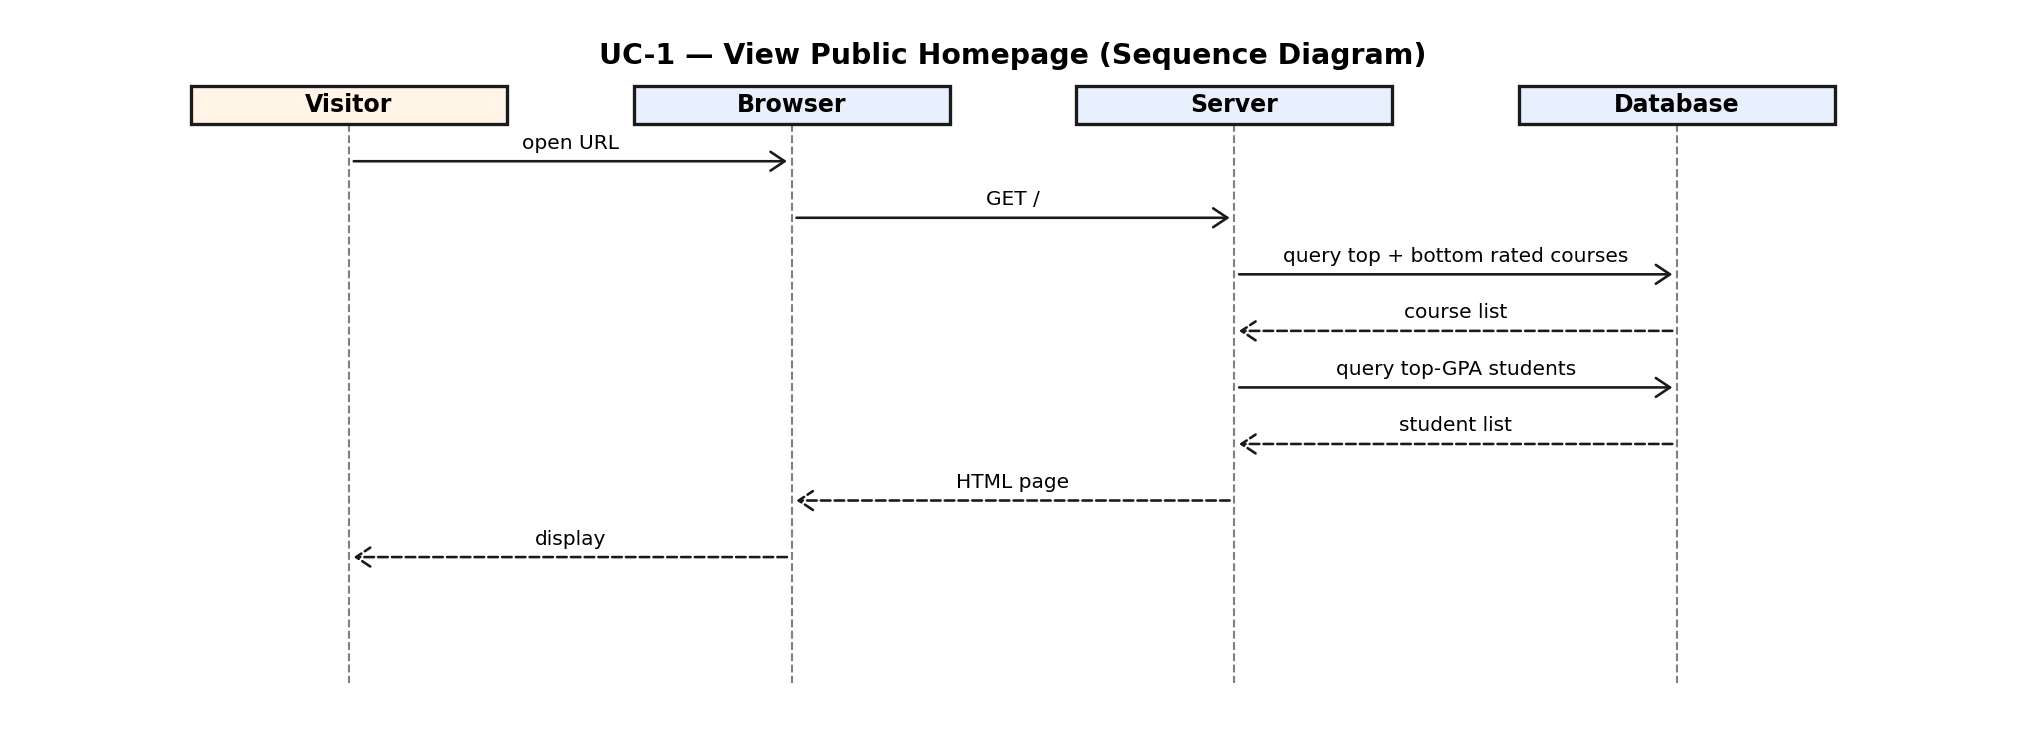 UC-1 — View Public Homepage (Sequence Diagram)
Visitor
Browser
Server
Database
open URL
GET /
query top + bottom rated courses
course list
query top-GPA students
student list
HTML page
display